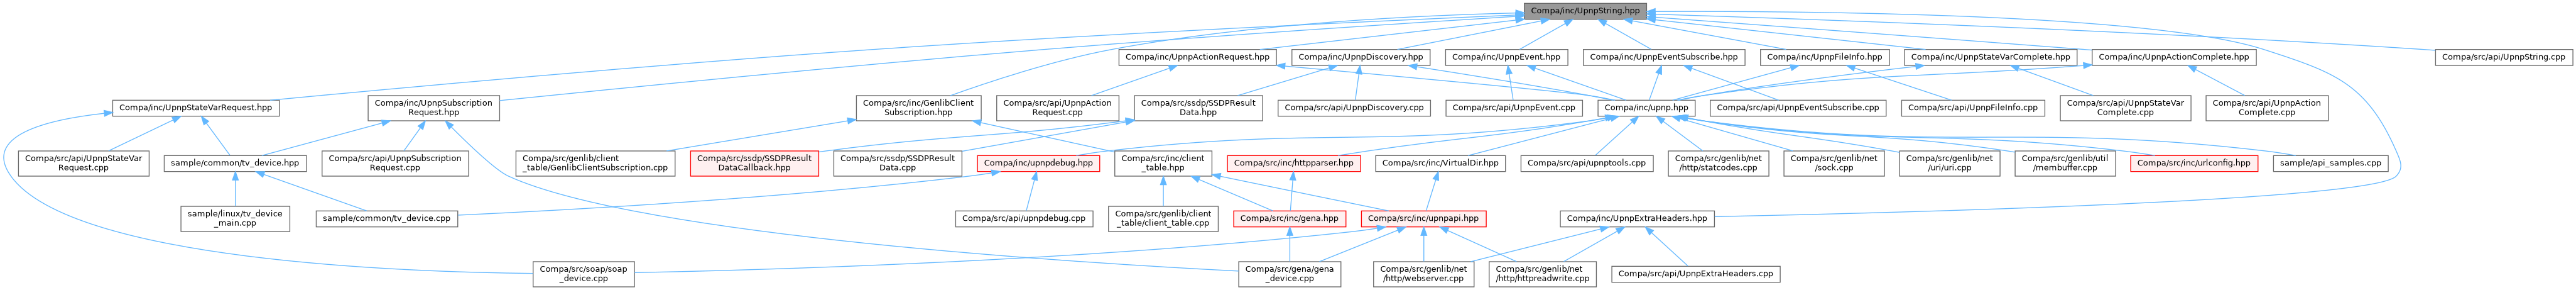 Compa/inc/UpnpString.hpp
Compa/inc/UpnpActionRequest.hpp
Compa/inc/UpnpDiscovery.hpp
Compa/inc/UpnpEvent.hpp
Compa/inc/UpnpEventSubscribe.hpp
Compa/inc/UpnpFileInfo.hpp
Compa/inc/UpnpStateVarComplete.hpp
Compa/inc/UpnpActionComplete.hpp
Compa/src/api/UpnpString.cpp
Compa/inc/UpnpStateVarRequest.hpp
Compa/inc/UpnpSubscription
Request.hpp
Compa/src/inc/GenlibClient
Subscription.hpp
Compa/src/api/UpnpAction
Request.cpp
Compa/src/ssdp/SSDPResult
Data.hpp
Compa/src/api/UpnpDiscovery.cpp
Compa/src/api/UpnpEvent.cpp
Compa/inc/upnp.hpp
Compa/src/api/UpnpEventSubscribe.cpp
Compa/src/api/UpnpFileInfo.cpp
Compa/src/api/UpnpStateVar
Complete.cpp
Compa/src/api/UpnpAction
Complete.cpp
Compa/src/api/UpnpStateVar
Request.cpp
sample/common/tv_device.hpp
Compa/src/api/UpnpSubscription
Request.cpp
Compa/src/genlib/client
_table/GenlibClientSubscription.cpp
Compa/src/ssdp/SSDPResult
DataCallback.hpp
Compa/src/ssdp/SSDPResult
Data.cpp
Compa/inc/upnpdebug.hpp
Compa/src/inc/client
_table.hpp
Compa/src/inc/httpparser.hpp
Compa/src/inc/VirtualDir.hpp
Compa/src/api/upnptools.cpp
Compa/src/genlib/net
/http/statcodes.cpp
Compa/src/genlib/net
/sock.cpp
Compa/src/genlib/net
/uri/uri.cpp
Compa/src/genlib/util
/membuffer.cpp
Compa/src/inc/urlconfig.hpp
sample/api_samples.cpp
sample/linux/tv_device
_main.cpp
sample/common/tv_device.cpp
Compa/src/api/upnpdebug.cpp
Compa/src/genlib/client
_table/client_table.cpp
Compa/src/inc/gena.hpp
Compa/src/inc/upnpapi.hpp
Compa/inc/UpnpExtraHeaders.hpp
Compa/src/soap/soap
_device.cpp
Compa/src/gena/gena
_device.cpp
Compa/src/genlib/net
/http/webserver.cpp
Compa/src/genlib/net
/http/httpreadwrite.cpp
Compa/src/api/UpnpExtraHeaders.cpp